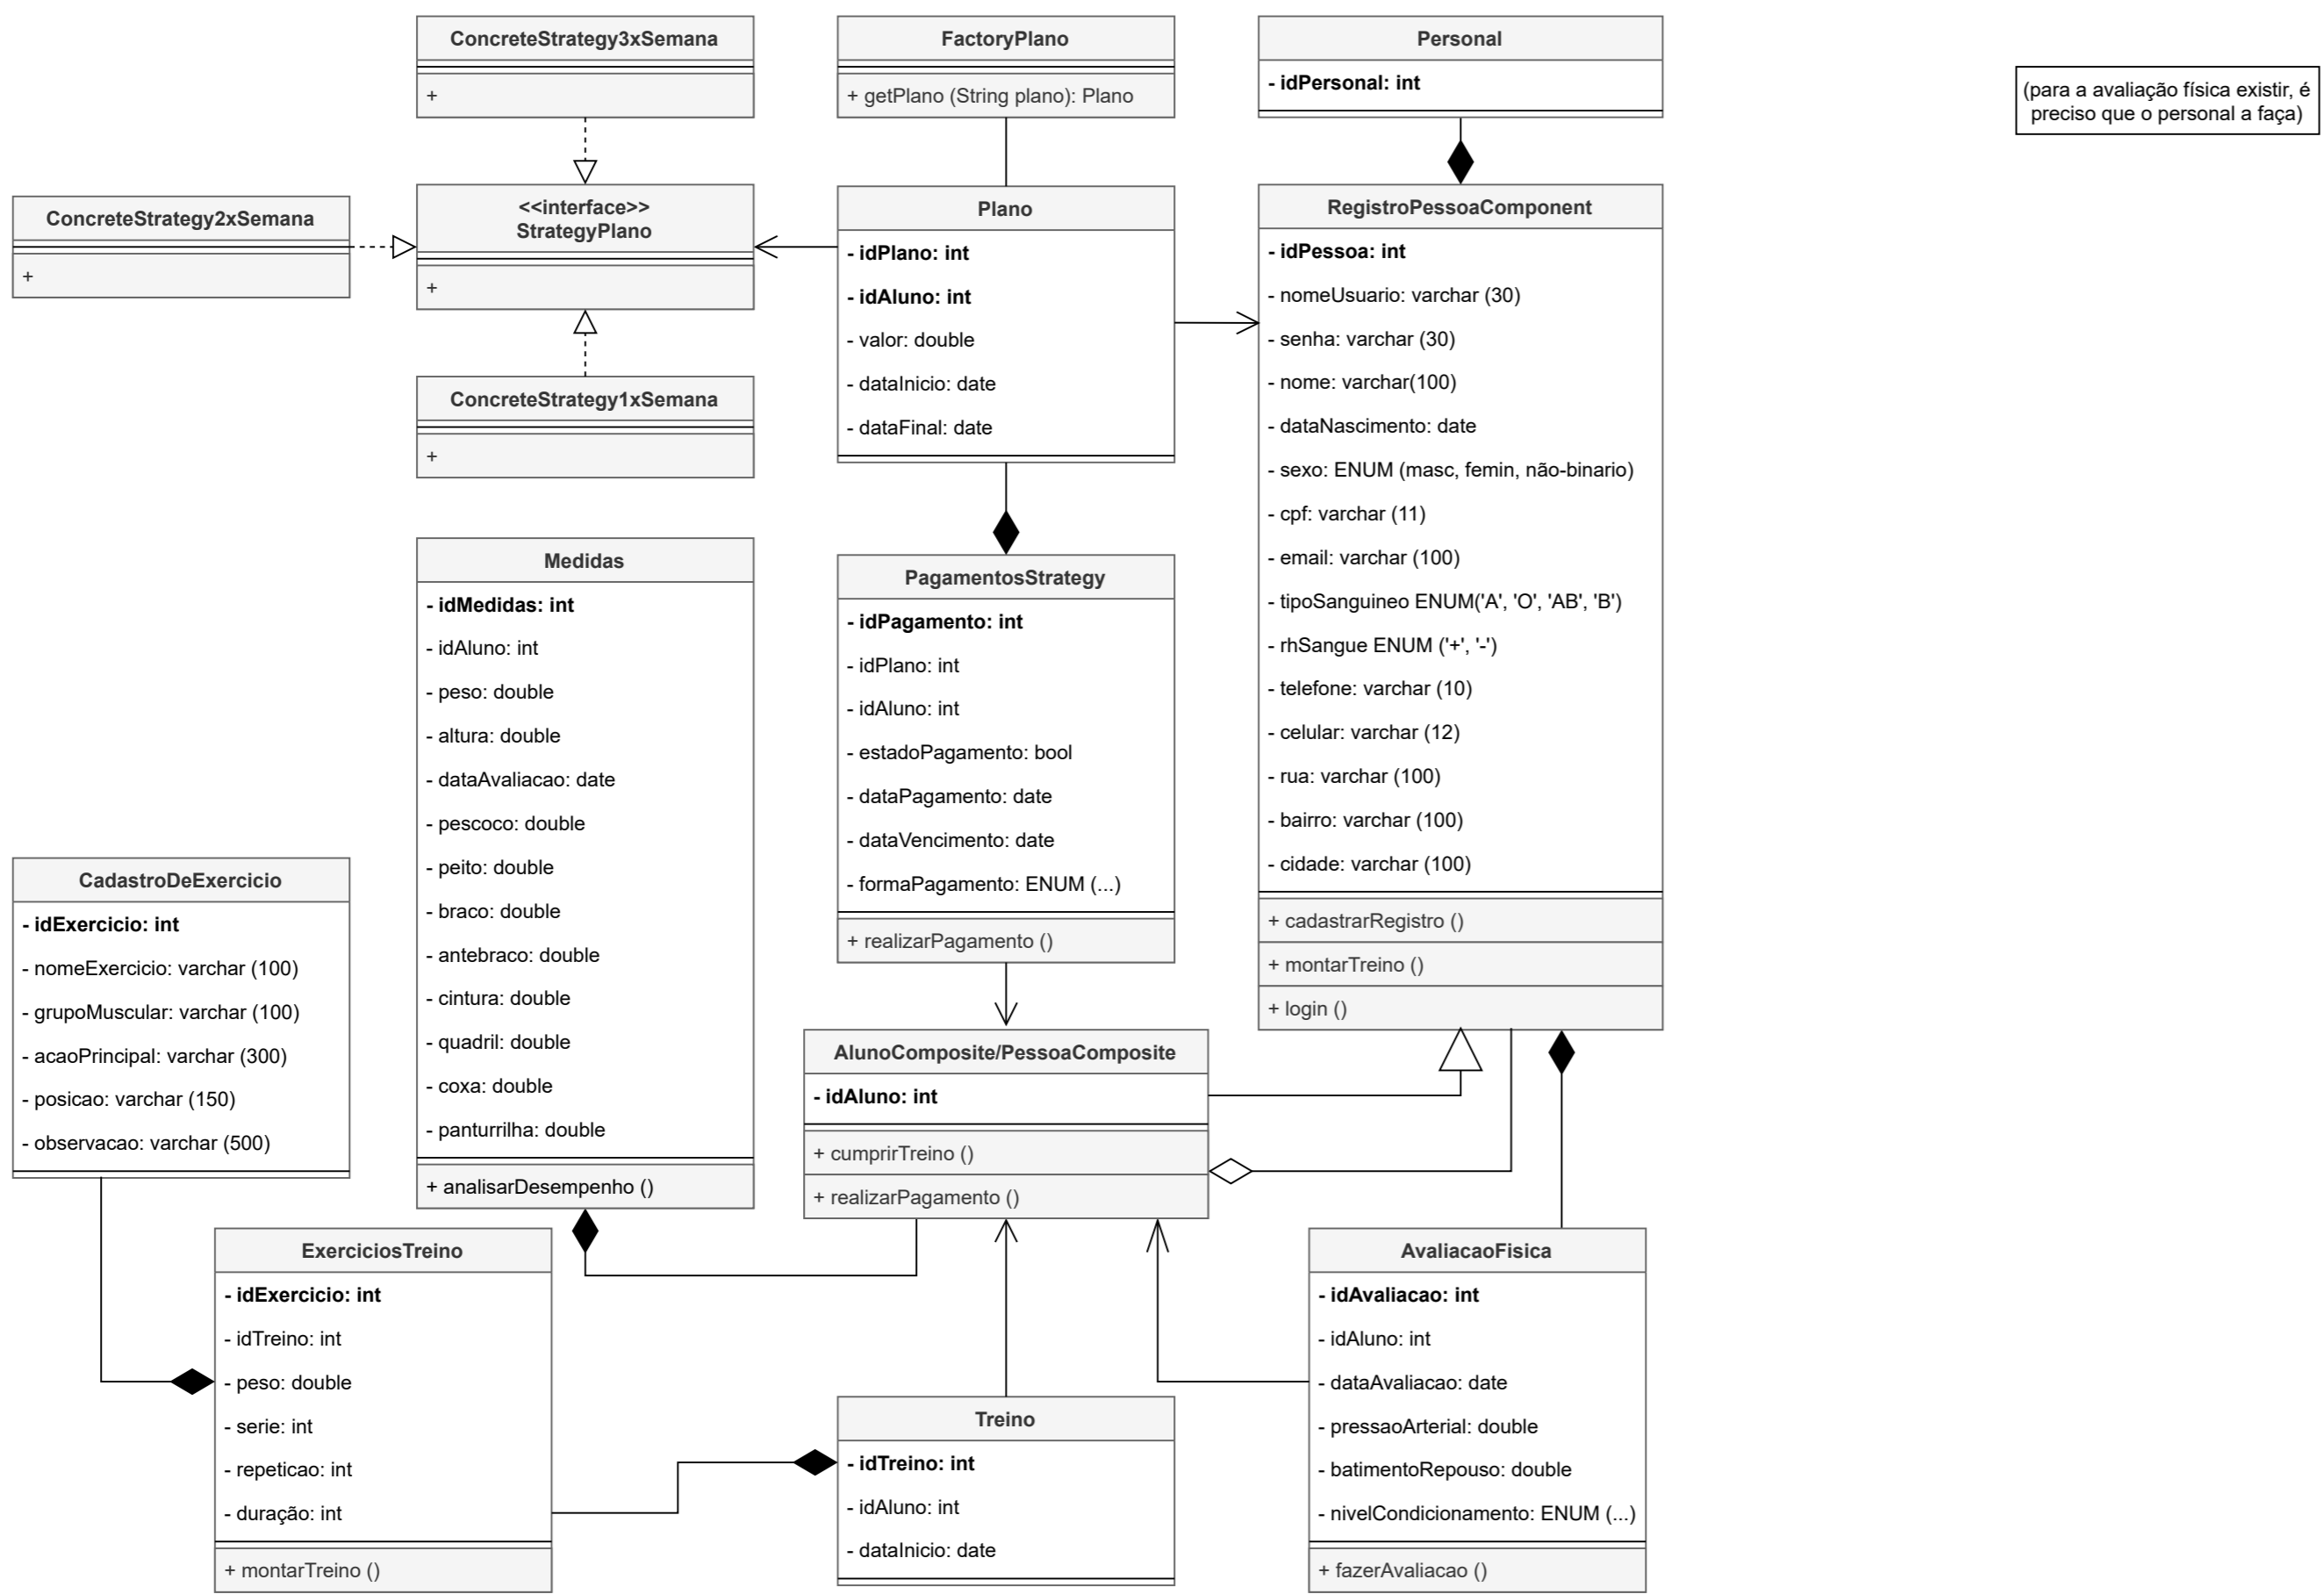 ConcreteStrategy3xSemana
+
FactoryPlano
+ getPlano (String plano): Plano
Personal
- idPersonal: int
(para a avaliação física existir, é
preciso que o personal a faça)
ConcreteStrategy2xSemana
+
<<interface>>
StrategyPlano
+
ConcreteStrategy1xSemana
+
Plano
- idPlano: int
- idAluno: int
- valor: double
- dataInicio: date
- dataFinal: date
RegistroPessoaComponent
- idPessoa: int
- nomeUsuario: varchar (30)
- senha: varchar (30)
- nome: varchar(100)
- dataNascimento: date
- sexo: ENUM (masc, femin, não-binario)
- cpf: varchar (11)
- email: varchar (100)
- tipoSanguineo ENUM('A', 'O', 'AB', 'B')
- rhSangue ENUM ('+', '-')
- telefone: varchar (10)
- celular: varchar (12)
- rua: varchar (100)
- bairro: varchar (100)
- cidade: varchar (100)
+ cadastrarRegistro ()
+ montarTreino ()
+ login ()
Medidas
- idMedidas: int
- idAluno: int
- peso: double
- altura: double
- dataAvaliacao: date
- pescoco: double
- peito: double
- braco: double
- antebraco: double
- cintura: double
- quadril: double
- coxa: double
- panturrilha: double
+ analisarDesempenho ()
PagamentosStrategy
- idPagamento: int
- idPlano: int
- idAluno: int
- estadoPagamento: bool
- dataPagamento: date
- dataVencimento: date
- formaPagamento: ENUM (...)
+ realizarPagamento ()
CadastroDeExercicio
- idExercicio: int
- nomeExercicio: varchar (100)
- grupoMuscular: varchar (100)
- acaoPrincipal: varchar (300)
- posicao: varchar (150)
- observacao: varchar (500)
AlunoComposite/PessoaComposite
- idAluno: int
+ cumprirTreino ()
+ realizarPagamento ()
ExerciciosTreino
- idExercicio: int
- idTreino: int
- peso: double
- serie: int
- repeticao: int
- duração: int
+ montarTreino ()
Treino
- idTreino: int
- idAluno: int
- dataInicio: date
AvaliacaoFisica
- idAvaliacao: int
- idAluno: int
- dataAvaliacao: date
- pressaoArterial: double
- batimentoRepouso: double
- nivelCondicionamento: ENUM (...)
+ fazerAvaliacao ()